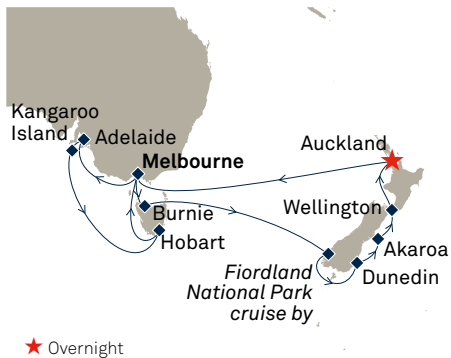 Kangaroo
Island
Adelaide
Auckland
Melbourne
Burnie
Wellington
Hobart
Akaroa
Fiordland
National Park
cruise by
Dunedin
Overnight